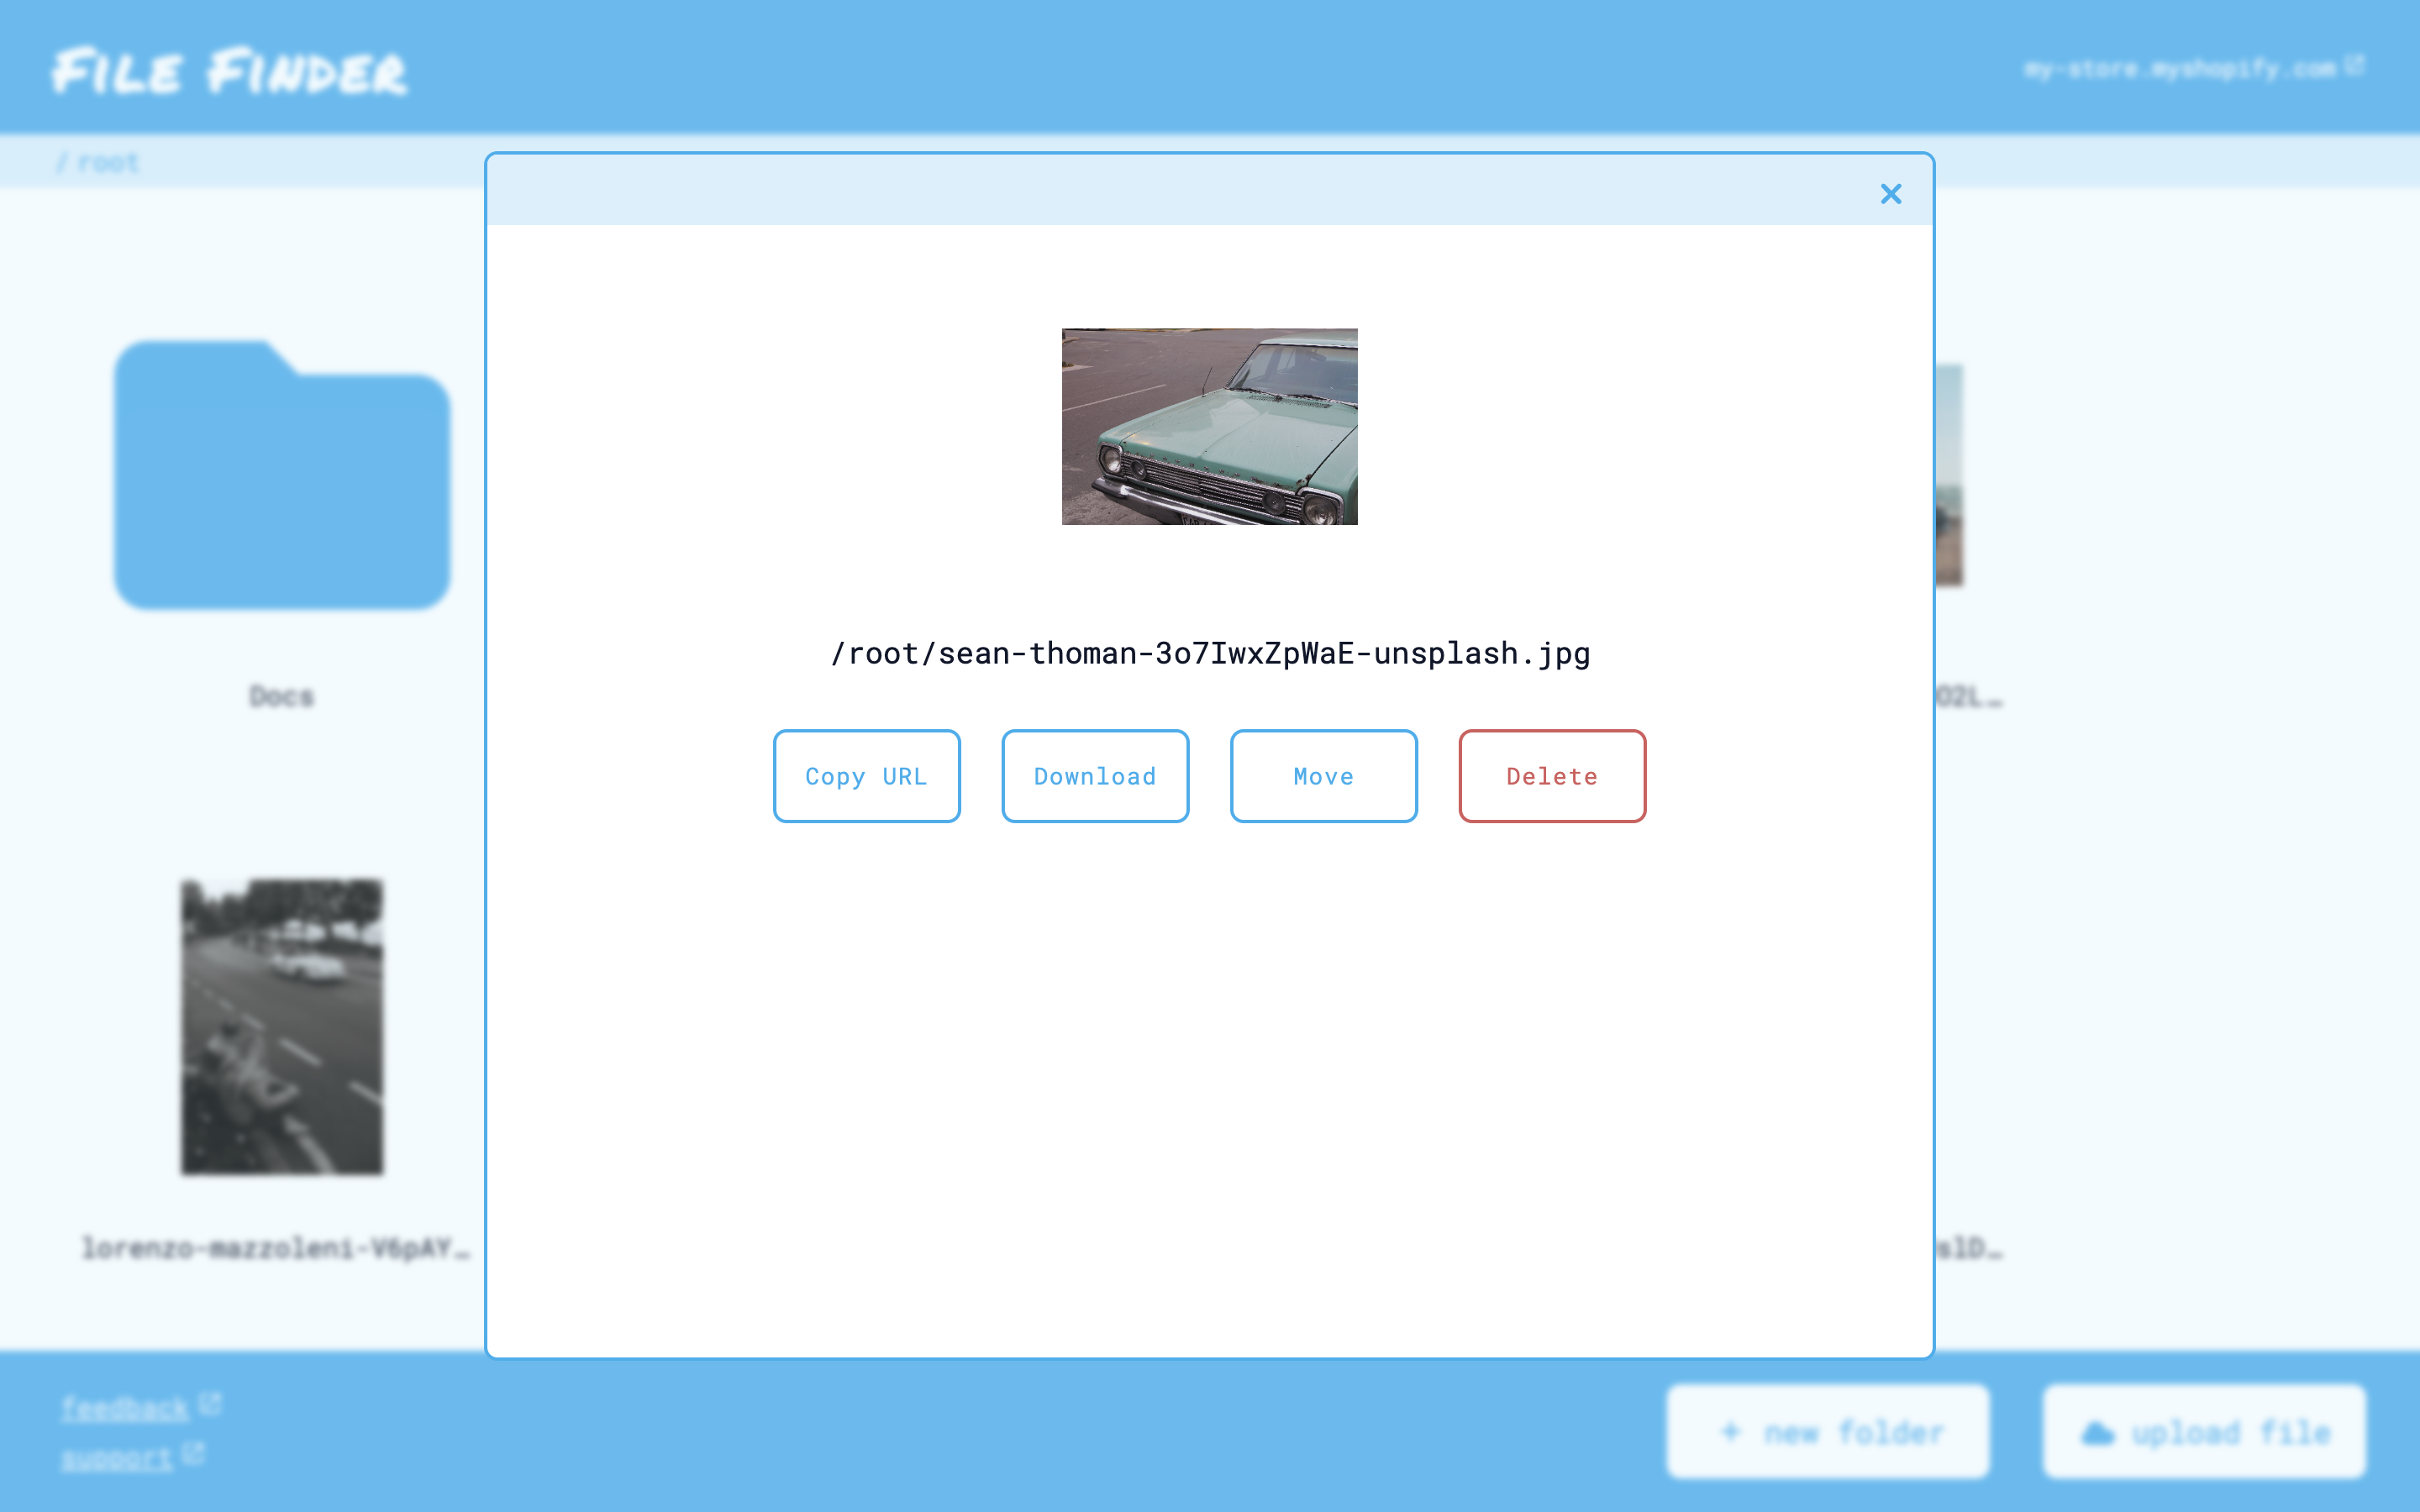 File Finder
my-store.myshopify.com
/ root
/root/sean-thoman-3o7IwxZpWaE-unsplash.jpg
Docs
O2L…
Copy URL
Download
Move
Delete
lorenzo-mazzoleni-V6pAY…
slD…
feedback
support
+ new folder
upload file